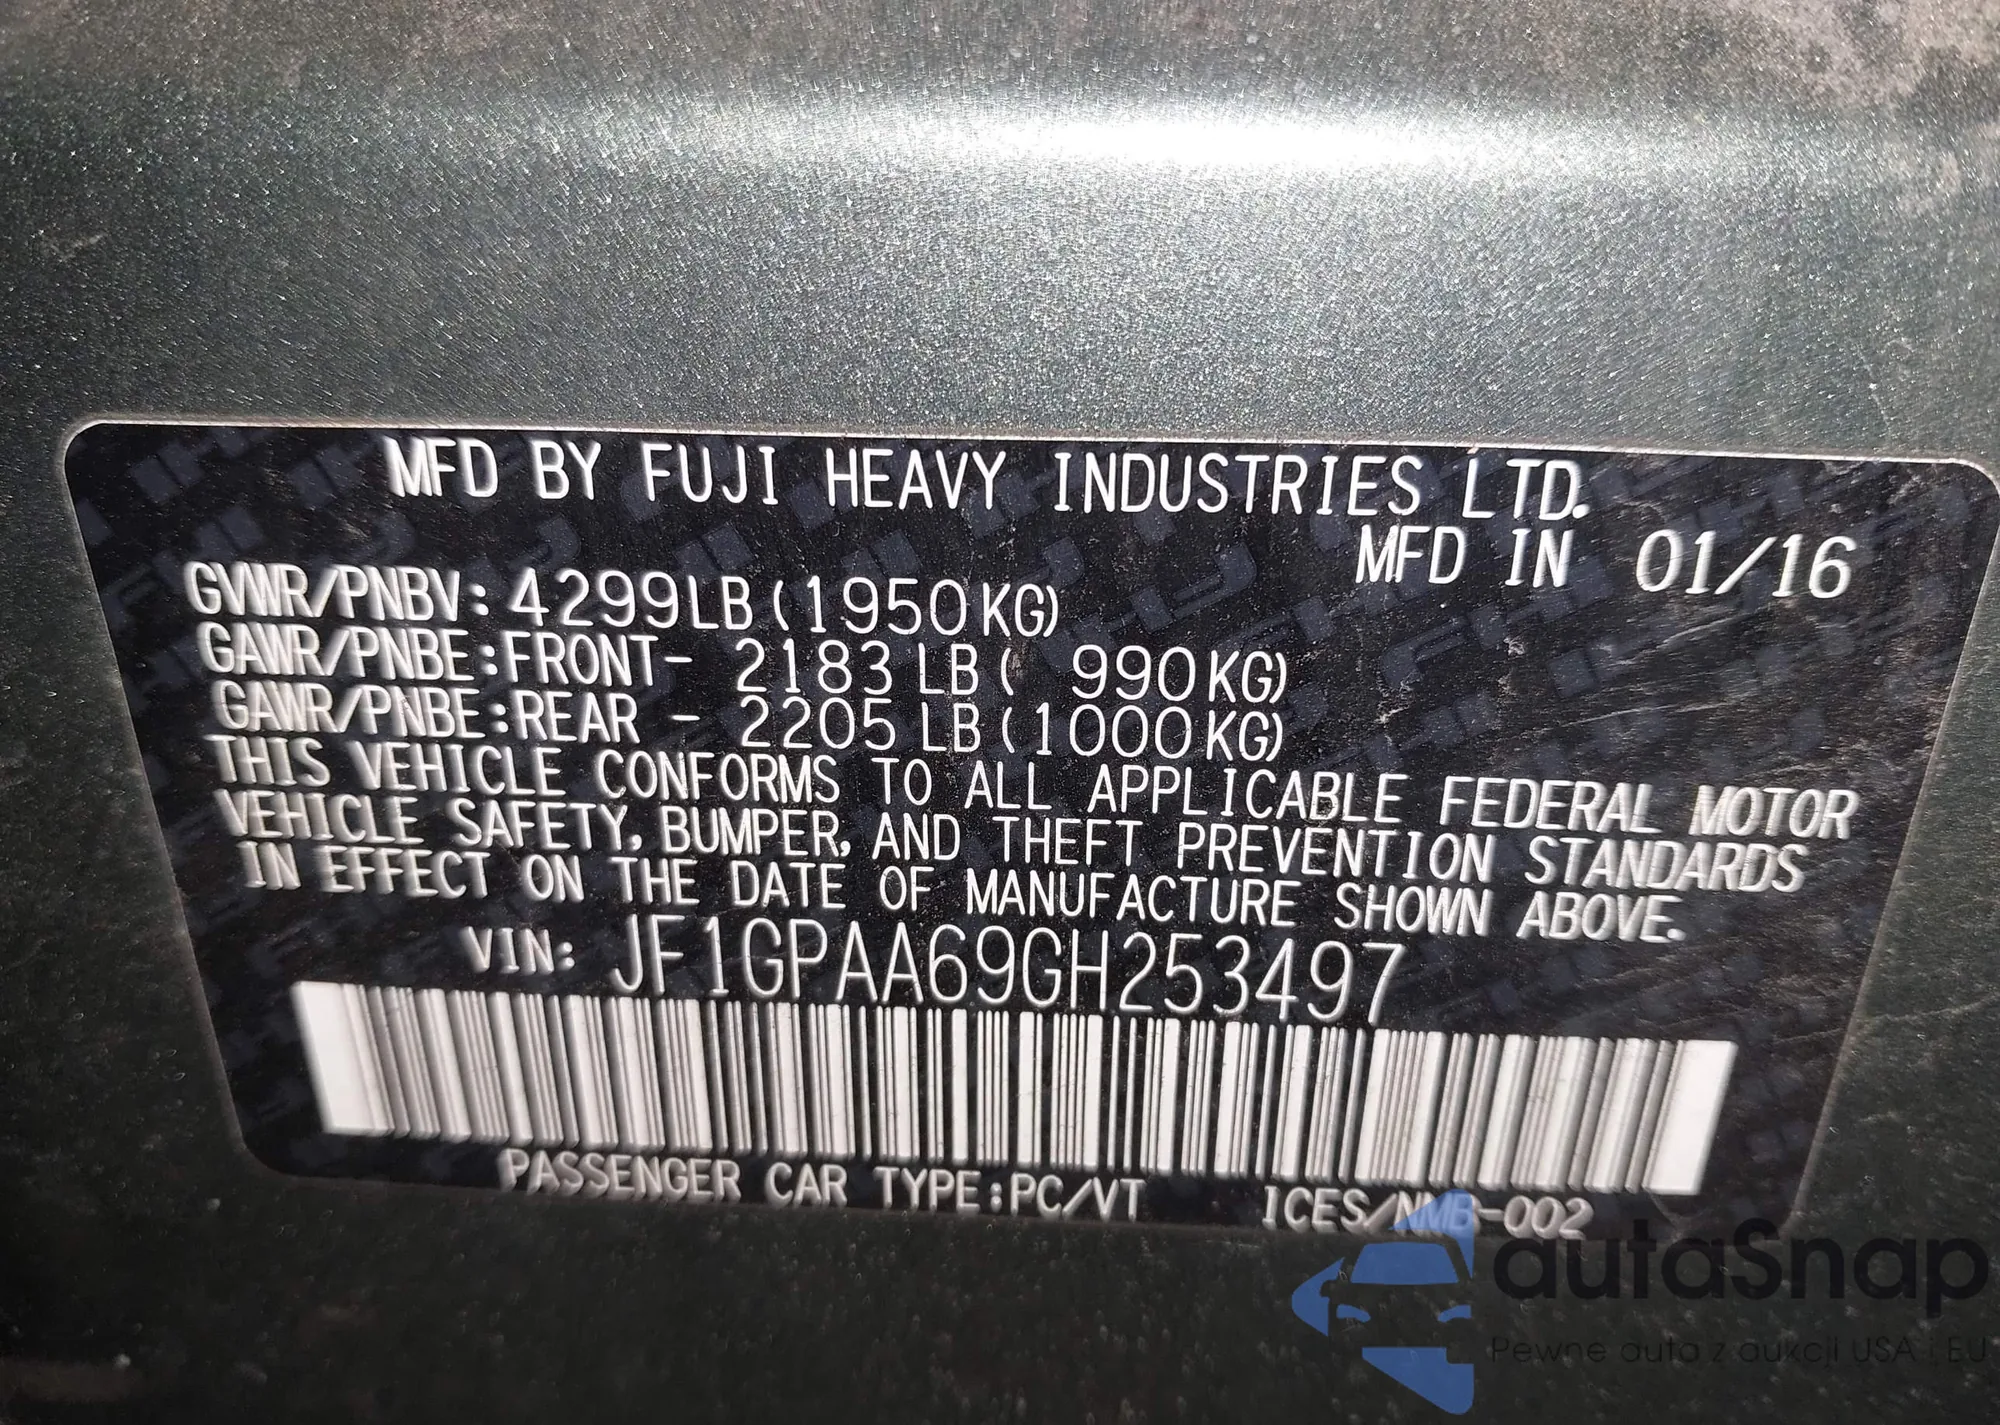 MFD BY FUJI HEAVY INDUSTRIES LTD.
MFD IN 01/16
GVWR/PNBV: 4299LB (1950KG)
GAWR/PNBE:FRONT- 2183 LB ( 990KG)
GAWR/PNBE:REAR - 2205 LB (1000KG)
THIS VEHICLE CONFORMS TO ALL APPLICABLE FEDERAL MOTOR
VEHICLE SAFETY, BUMPER, AND THEFT PREVENTION STANDARDS
IN EFFECT ON THE DATE OF MANUFACTURE SHOWN ABOVE.
VIN: JF1GPAA69GH253497
PASSENGER CAR TYPE:PC/VT ICES/NMB-002
autaSnap
Pewne auta z aukcji USA i EU